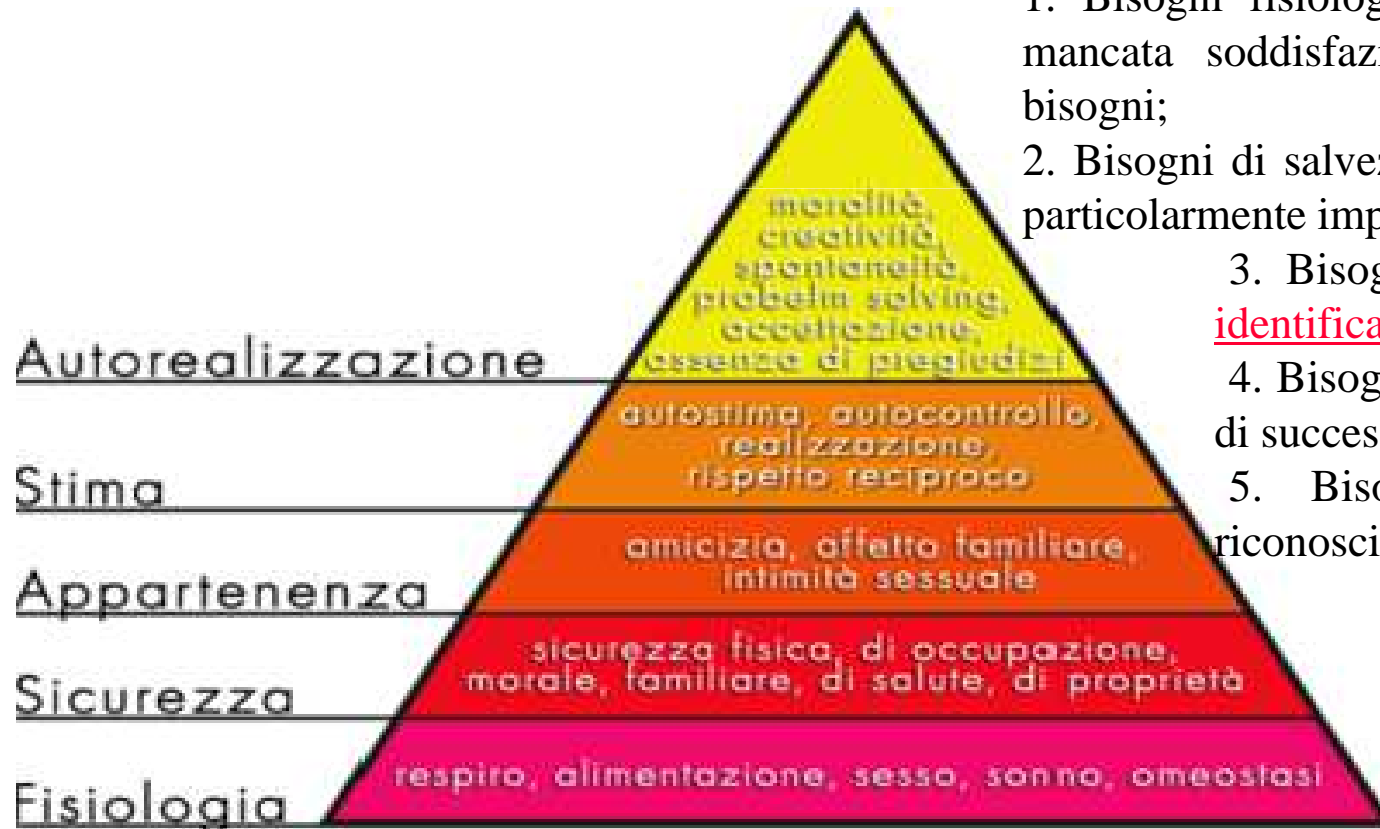 1. Bisogni fisiolog
mancata soddisfazi
bisogni;
2. Bisogni di salvez
particolarmente imp
3. Bisog
identifica
4. Bisog
di succes
5. Biso
riconosci
moralità,
creatività,
spontaneità,
probelm solving,
accettazione,
assenza di pregiudizi
Autorealizzazione
autostima, autocontrollo,
realizzazione,
rispetto reciproco
Stima
amicizia, affetto familiare,
intimità sessuale
Appartenenza
sicurezza fisica, di occupazione,
morale, familiare, di salute, di proprietà
Sicurezza
respiro, alimentazione, sesso, sonno, omeostasi
Fisiologia